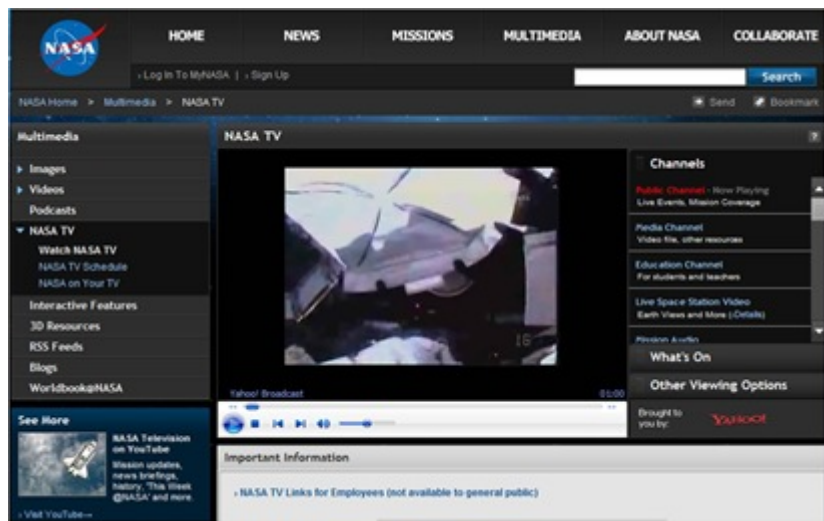 NASA
HOME
NEWS
MISSIONS
MULTIMEDIA
ABOUT NASA
COLLABORATE
› Log In To MyNASA | › Sign Up
Search
NASA Home > Multimedia > NASA TV
Send
Bookmark
Multimedia
Images
Videos
Podcasts
NASA TV
Watch NASA TV
NASA TV Schedule
NASA on Your TV
Interactive Features
3D Resources
RSS Feeds
Blogs
Worldbook@NASA
See More
NASA Television
on YouTube
Mission updates,
news briefings,
history, 'This Week
@NASA' and more.
› Visit YouTube
NASA TV
?
16
Yahoo! Broadcast
01:00
Channels
Public Channel - Now Playing
Live Events, Mission Coverage
Media Channel
Video file, other resources
Education Channel
For students and teachers
Live Space Station Video
Earth Views and More (›Details)
Mission Audio
What's On
Other Viewing Options
Brought to
you by:
YAHOO!
Important Information
› NASA TV Links for Employees (not available to general public)